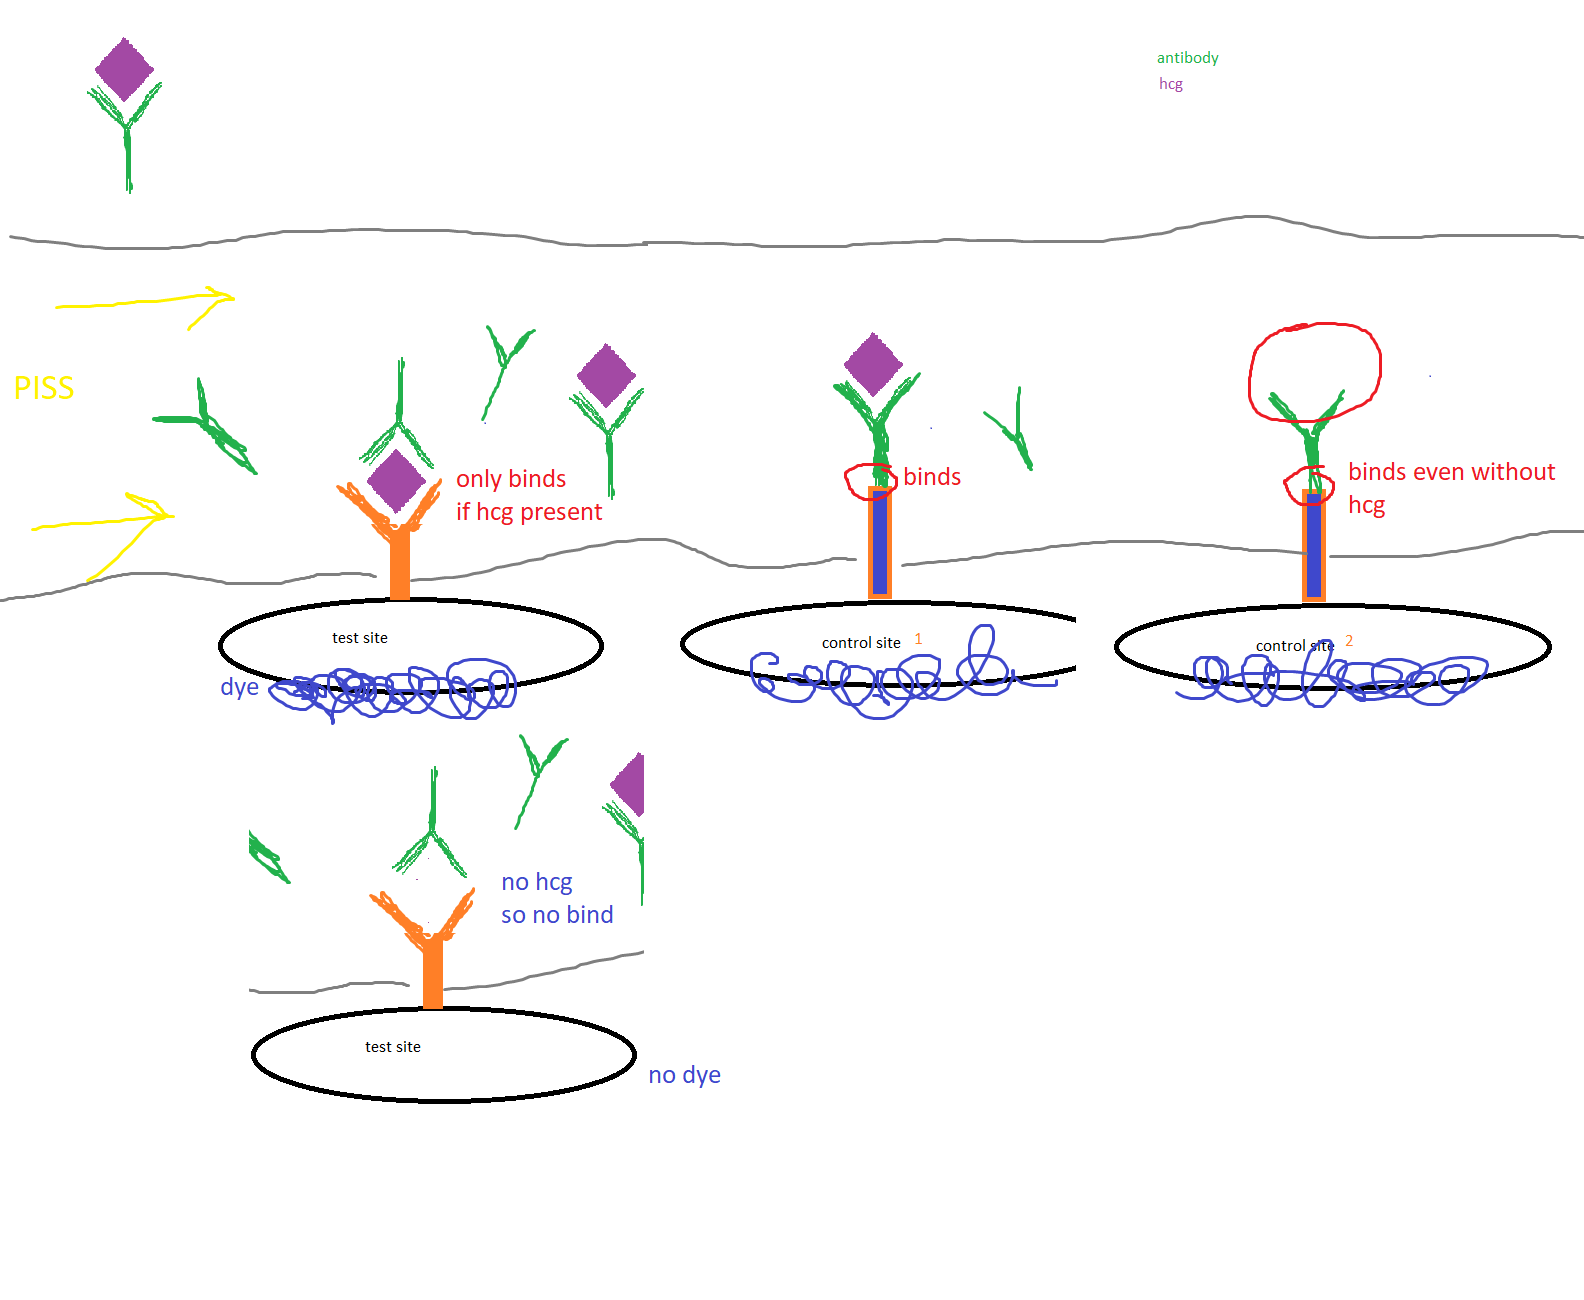 antibody
hcg
PISS
only binds
if hcg present
binds
binds even without
hcg
test site
control site 1
control site 2
dye
no hcg
so no bind
test site
no dye